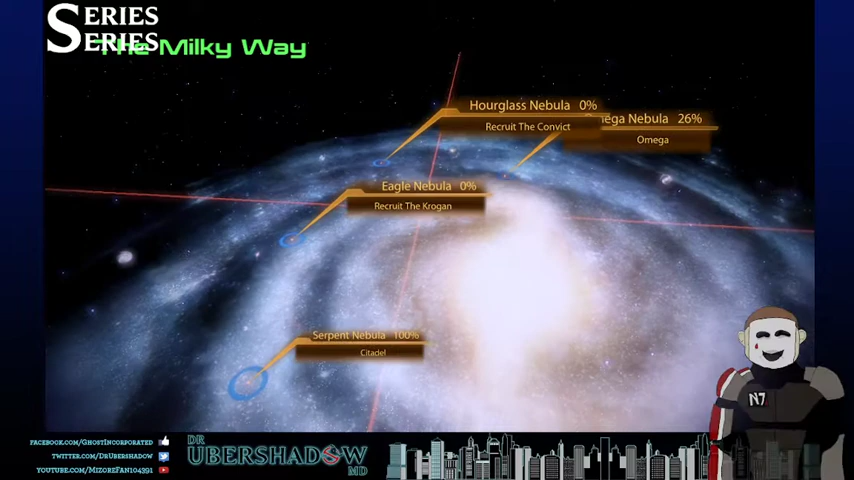 SERIES
SERIES
The Milky Way
Hourglass Nebula 0%
Recruit The Convict
ega Nebula 26%
Omega
Eagle Nebula 0%
Recruit The Krogan
Serpent Nebula 100%
Citadel
N7
FACEBOOK.COM/GHOSTINCORPORATED
TWITTER.COM/DRUBERSHADOW
YOUTUBE.COM/MIZOREFAN104391
DR
UBERSHADOW
MD